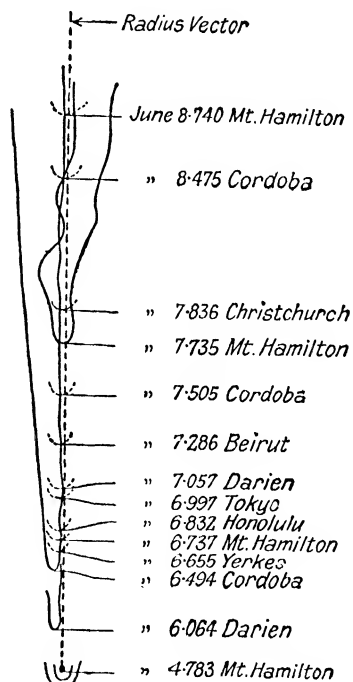 Radius Vector
June 8·740 Mt. Hamilton
" 8·475 Cordoba
" 7·836 Christchurch
" 7·735 Mt. Hamilton
" 7·505 Cordoba
" 7·286 Beirut
" 7·057 Darien
" 6·997 Tokyo
" 6·832 Honolulu
" 6·737 Mt. Hamilton
" 6·655 Yerkes
" 6·494 Cordoba
" 6·064 Darien
" 4·783 Mt. Hamilton